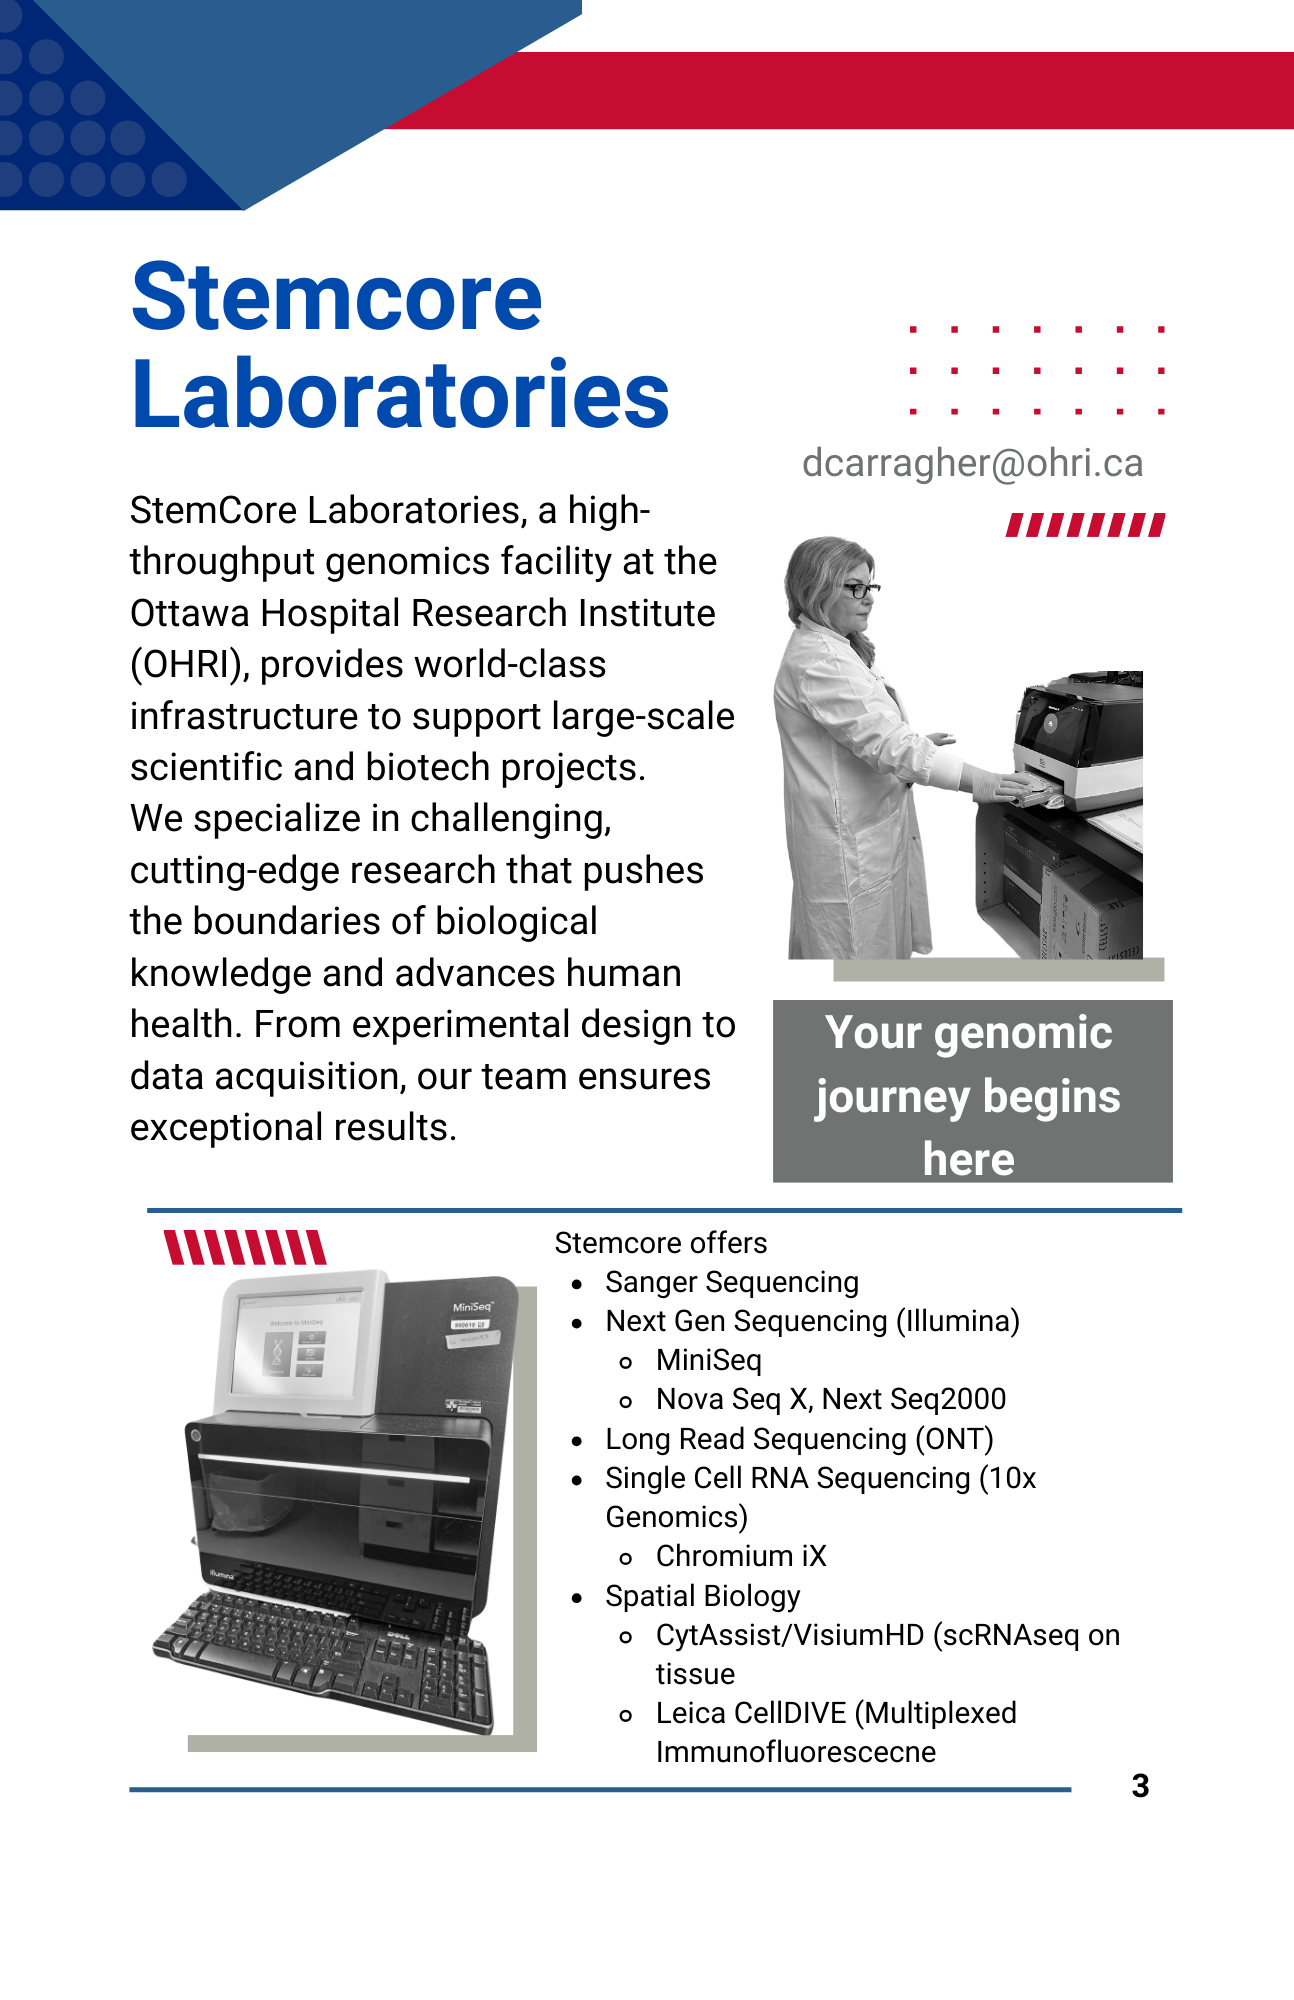 Stemcore
Laboratories
dcarragher@ohri.ca
StemCore Laboratories, a high-
throughput genomics facility at the
Ottawa Hospital Research Institute
(OHRI), provides world-class
infrastructure to support large-scale
scientific and biotech projects.
We specialize in challenging,
cutting-edge research that pushes
the boundaries of biological
knowledge and advances human
health. From experimental design to
data acquisition, our team ensures
exceptional results.
Your genomic
journey begins
here
MiniSeq
Welcome to MiniSeq
illumina
DELL
Stemcore offers
• Sanger Sequencing
• Next Gen Sequencing (Illumina)
◦ MiniSeq
◦ Nova Seq X, Next Seq2000
• Long Read Sequencing (ONT)
• Single Cell RNA Sequencing (10x
Genomics)
◦ Chromium iX
• Spatial Biology
◦ CytAssist/VisiumHD (scRNAseq on
tissue
◦ Leica CellDIVE (Multiplexed
Immunofluorescecne
3